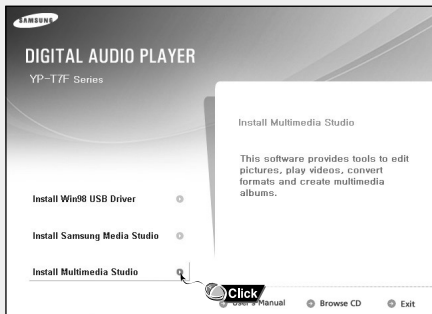 SAMSUNG
DIGITAL AUDIO PLAYER
YP-T7F Series
Install Multimedia Studio
This software provides tools to edit
pictures, play videos, convert
formats and create multimedia
albums.
Install Win98 USB Driver
Install Samsung Media Studio
Install Multimedia Studio
Click
User's Manual
Browse CD
Exit